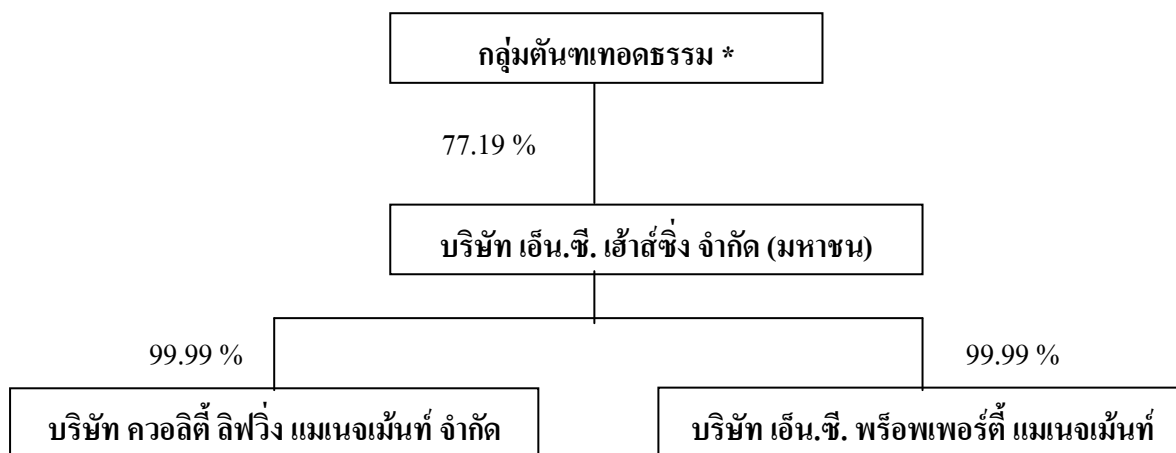 กลุ่มตันฑเทอดธรรม *
77.19 %
บริษัท เอ็น.ซี. เฮ้าส์ซิ่ง จำกัด (มหาชน)
99.99 %
99.99 %
บริษัท ควอลิตี้ ลิฟวิ่ง แมเนจเม้นท์ จำกัด
บริษัท เอ็น.ซี. พร็อพเพอร์ตี้ แมเนจเม้นท์